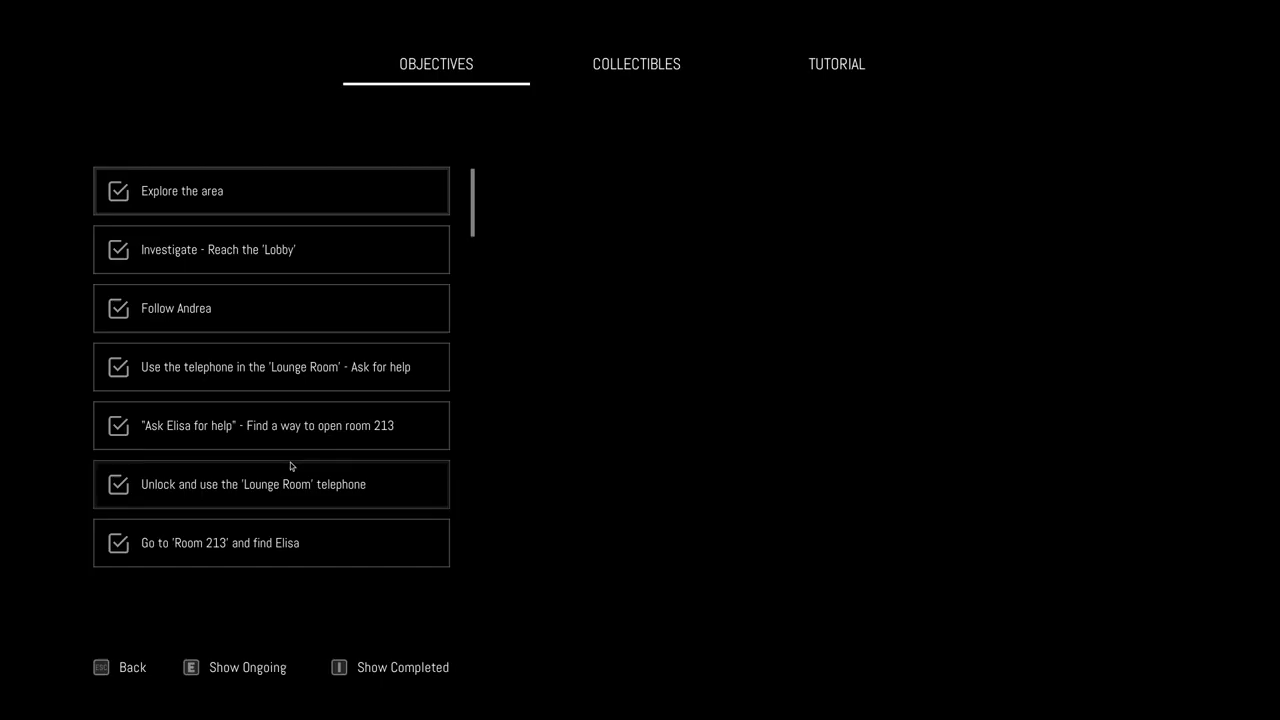 OBJECTIVES
COLLECTIBLES
TUTORIAL
Explore the area
Investigate - Reach the 'Lobby'
Follow Andrea
Use the telephone in the 'Lounge Room' - Ask for help
"Ask Elisa for help" - Find a way to open room 213
Unlock and use the 'Lounge Room' telephone
Go to 'Room 213' and find Elisa
ESC Back
E Show Ongoing
I Show Completed